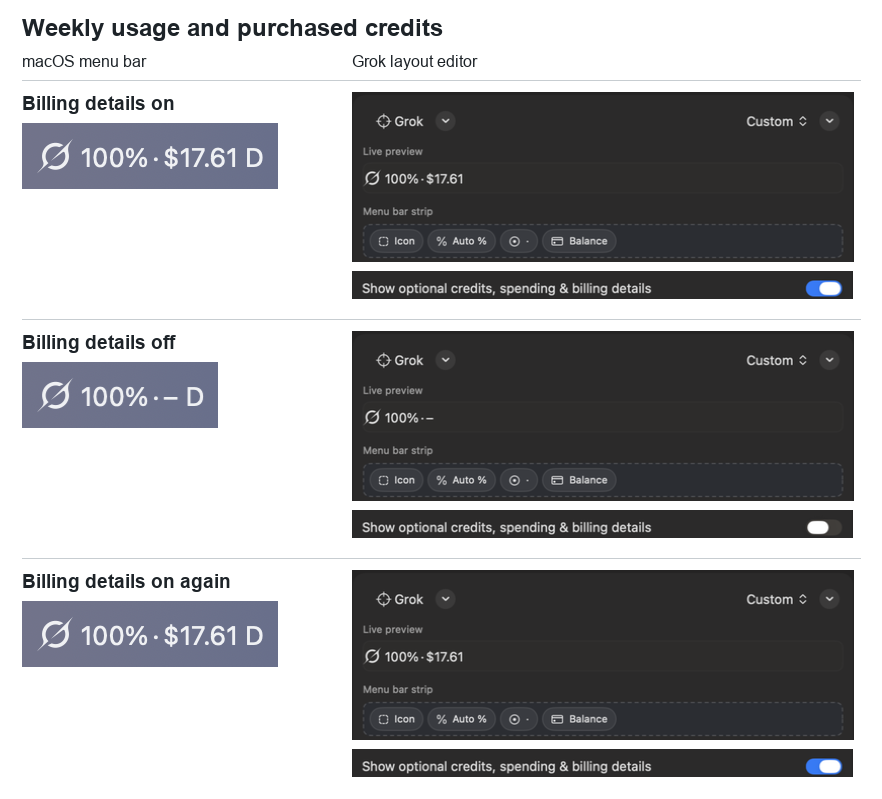 Weekly usage and purchased credits
macOS menu bar
Grok layout editor
Billing details on
100% · $17.61 D
Grok
Custom
Live preview
100% · $17.61
Menu bar strip
Icon
% Auto %
·
Balance
Show optional credits, spending & billing details
Billing details off
100% · – D
Grok
Custom
Live preview
100% · –
Menu bar strip
Icon
% Auto %
·
Balance
Show optional credits, spending & billing details
Billing details on again
100% · $17.61 D
Grok
Custom
Live preview
100% · $17.61
Menu bar strip
Icon
% Auto %
·
Balance
Show optional credits, spending & billing details